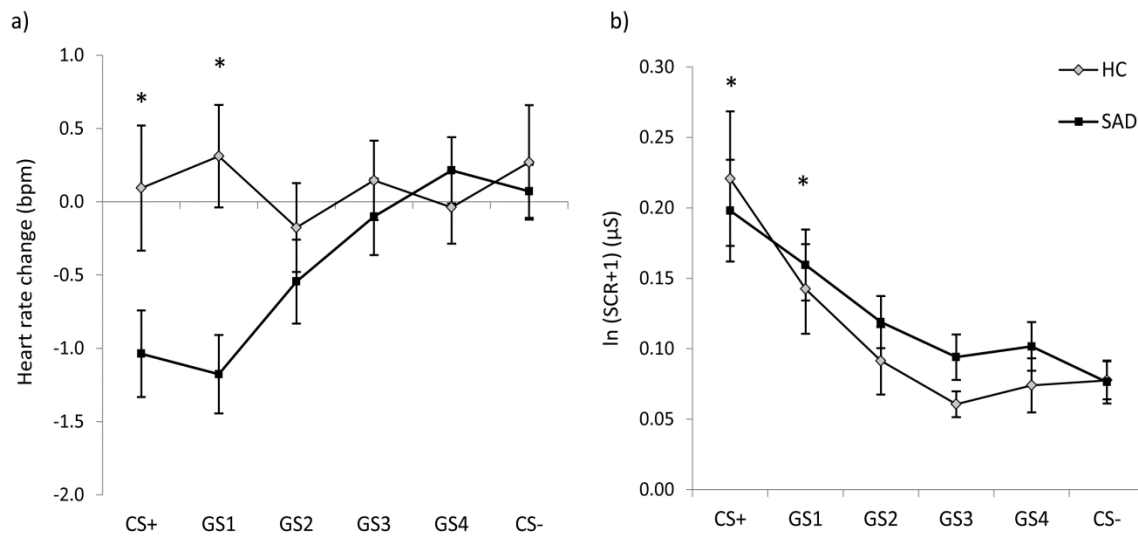 a)
1.0
0.5
0.0
-0.5
-1.0
-1.5
-2.0
Heart rate change (bpm)
*
*
CS+ GS1 GS2 GS3 GS4 CS-
b)
0.30
0.25
0.20
0.15
0.10
0.05
0.00
ln (SCR+1) (µS)
*
*
HC
SAD
CS+ GS1 GS2 GS3 GS4 CS-